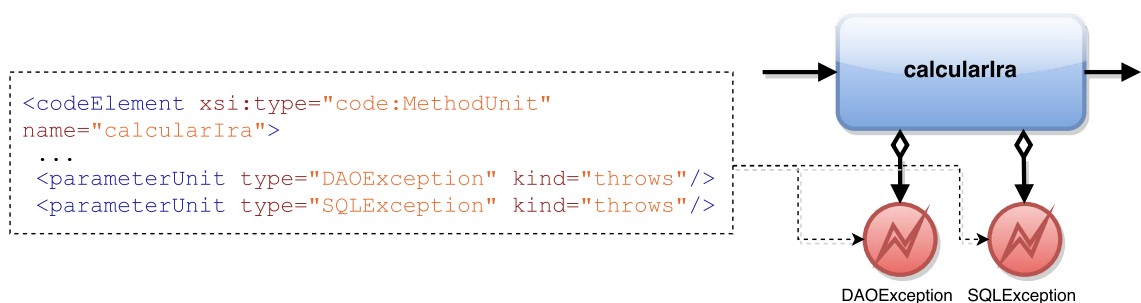 calcularIra
<codeElement xsi:type="code:MethodUnit"
name="calcularIra">
...
<parameterUnit type="DAOException" kind="throws"/>
<parameterUnit type="SQLException" kind="throws"/>
DAOException SQLException